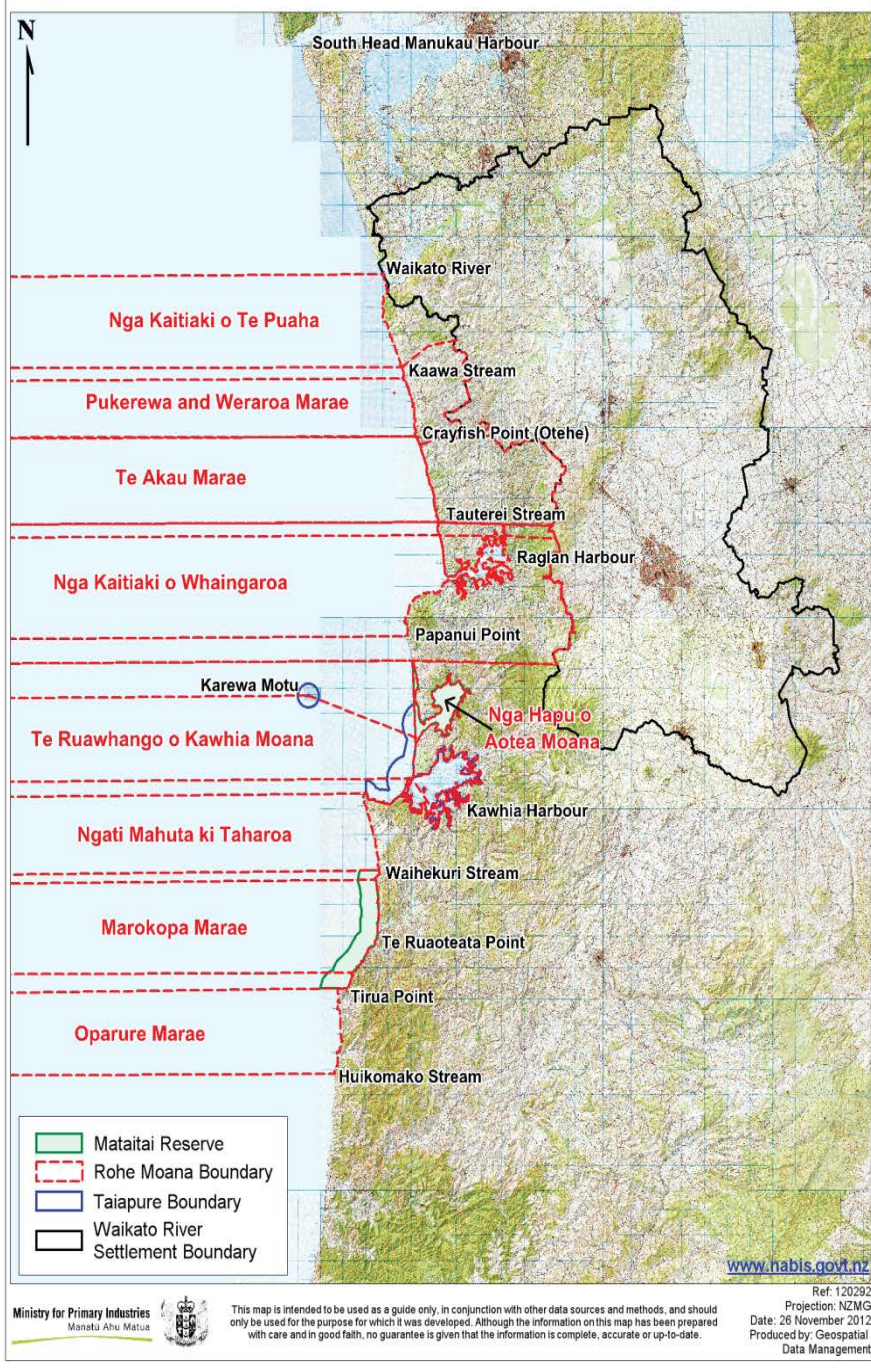 N
South Head Manukau Harbour
Waikato River
Nga Kaitiaki o Te Puaha
Kaawa Stream
Pukerewa and Weraroa Marae
Crayfish Point (Otehe)
Te Akau Marae
Tauterei Stream
Raglan Harbour
Nga Kaitiaki o Whaingaroa
Papanui Point
Karewa Motu
Nga Hapu o
Aotea Moana
Te Ruawhango o Kawhia Moana
Kawhia Harbour
Ngati Mahuta ki Taharoa
Waihekuri Stream
Marokopa Marae
Te Ruaoteata Point
Tirua Point
Oparure Marae
Huikomako Stream
Mataitai Reserve
Rohe Moana Boundary
Taiapure Boundary
Waikato River
Settlement Boundary
www.nabis.govt.nz
Ministry for Primary Industries
Manatū Ahu Matua
This map is intended to be used as a guide only, in conjunction with other data sources and methods, and should
only be used for the purpose for which it was developed. Although the information on this map has been prepared
with care and in good faith, no guarantee is given that the information is complete, accurate or up-to-date.
Ref: 120292
Projection: NZMG
Date: 26 November 2012
Produced by: Geospatial
Data Management